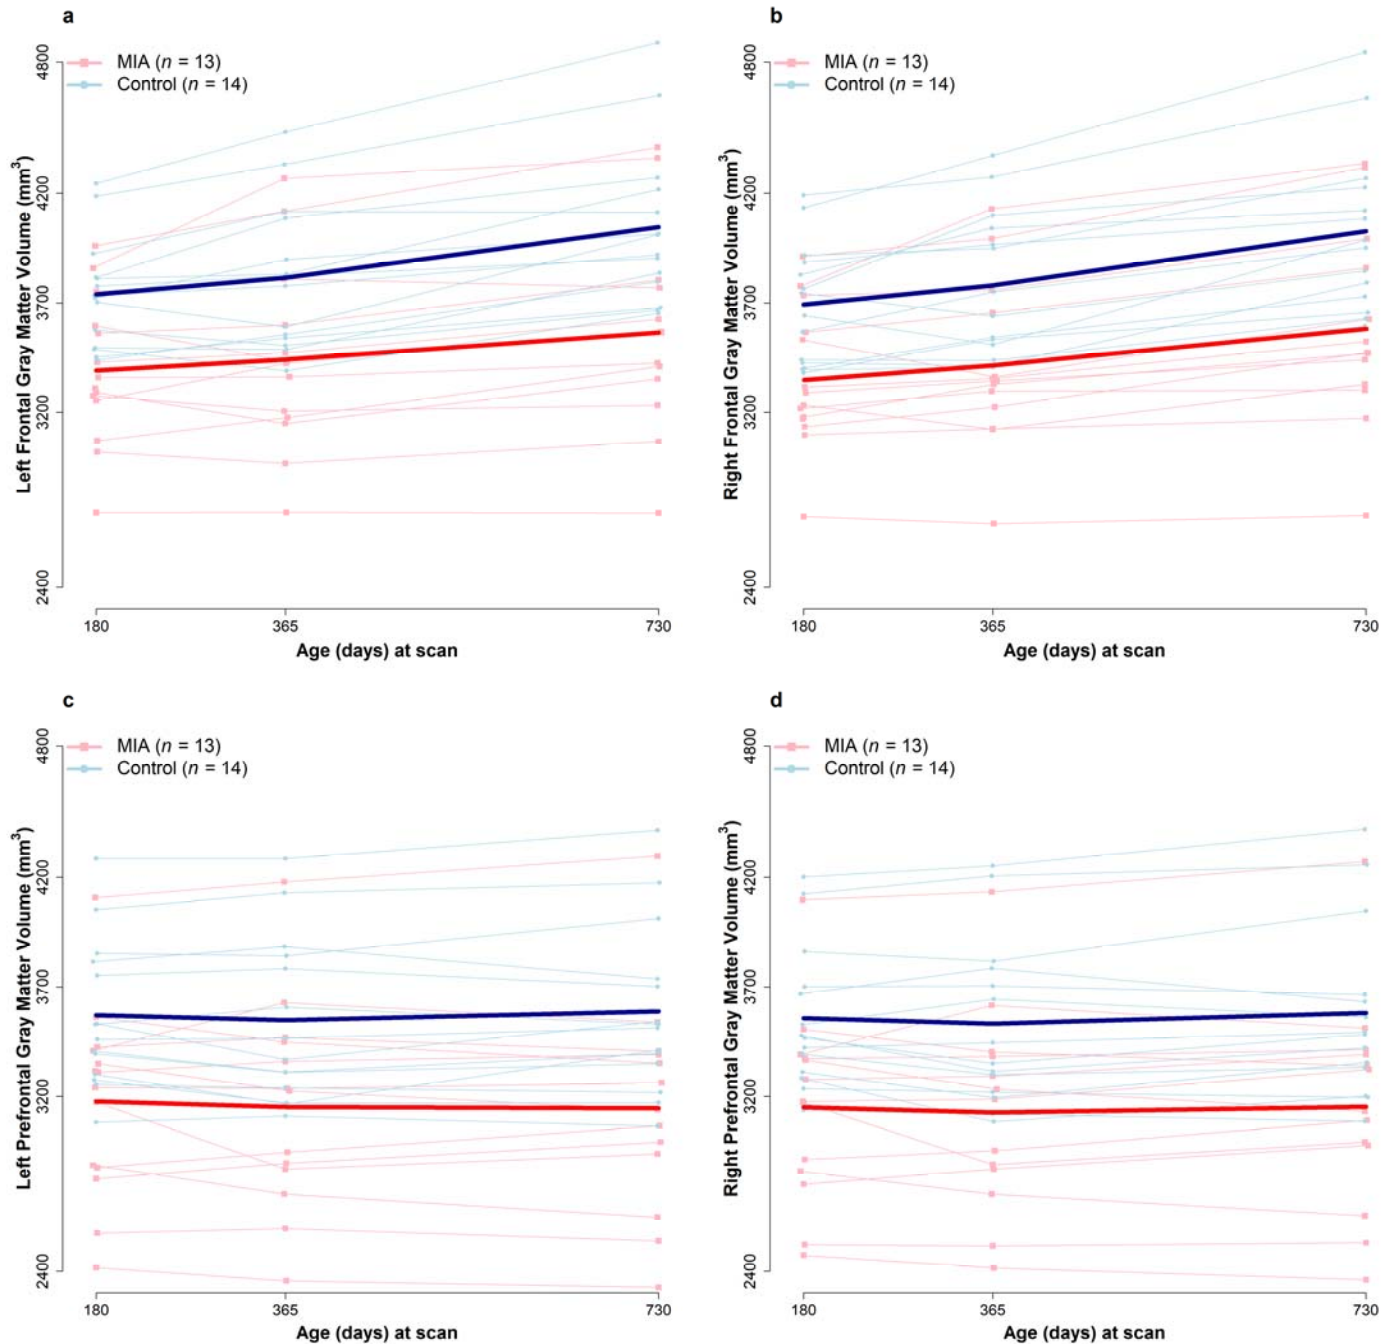 a
MIA (n = 13)
Control (n = 14)
Left Frontal Gray Matter Volume (mm³)
4800
4200
3700
3200
2400
180 365 730
Age (days) at scan
b
MIA (n = 13)
Control (n = 14)
Right Frontal Gray Matter Volume (mm³)
4800
4200
3700
3200
2400
180 365 730
Age (days) at scan
c
MIA (n = 13)
Control (n = 14)
Left Prefrontal Gray Matter Volume (mm³)
4800
4200
3700
3200
2400
180 365 730
Age (days) at scan
d
MIA (n = 13)
Control (n = 14)
Right Prefrontal Gray Matter Volume (mm³)
4800
4200
3700
3200
2400
180 365 730
Age (days) at scan